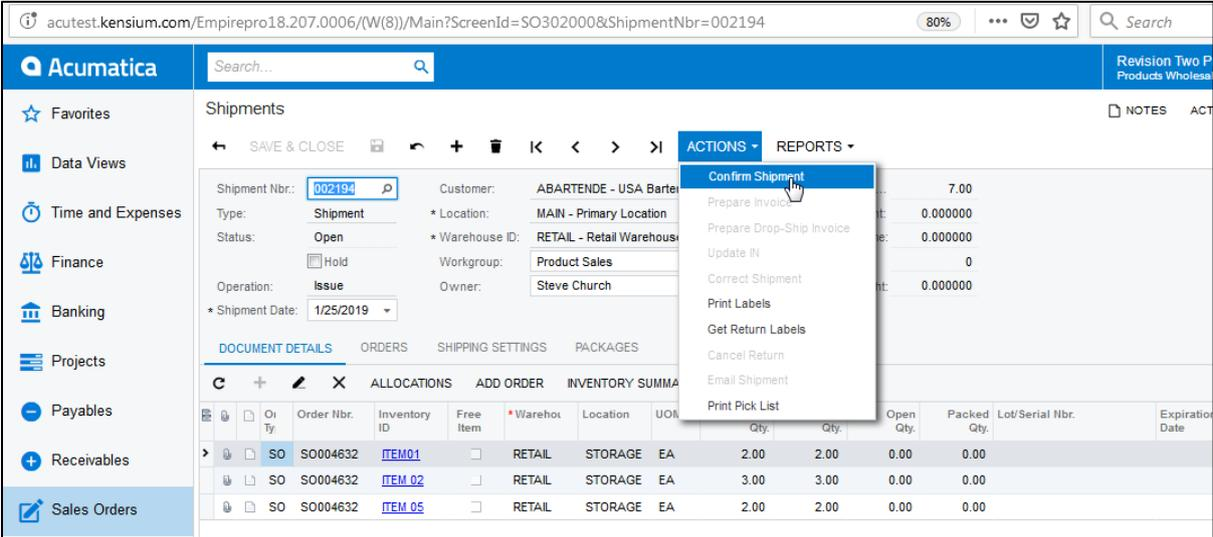 acutest.kensium.com/Empirepro18.207.0006/(W(8))/Main?ScreenId=SO302000&ShipmentNbr=002194 80% Search
Acumatica Search... Revision Two P
Products Wholesal
Favorites
Data Views
Time and Expenses
Finance
Banking
Projects
Payables
Receivables
Sales Orders
Shipments NOTES ACT
SAVE & CLOSE ACTIONS REPORTS
Confirm Shipment
Prepare Invoice
Prepare Drop-Ship Invoice
Update IN
Correct Shipment
Print Labels
Get Return Labels
Cancel Return
Email Shipment
Print Pick List
Shipment Nbr.: 002194 Customer: ABARTENDE - USA Barte 7.00
Type: Shipment * Location: MAIN - Primary Location 0.000000
Status: Open * Warehouse ID: RETAIL - Retail Warehouse 0.000000
Hold Workgroup: Product Sales 0
Operation: Issue Owner: Steve Church 0.000000
* Shipment Date: 1/25/2019
DOCUMENT DETAILS ORDERS SHIPPING SETTINGS PACKAGES
ALLOCATIONS ADD ORDER INVENTORY SUMMA
Ty. Order Nbr. Inventory ID Free Item * Warehou Location UOM Qty. Qty. Open Qty. Packed Qty. Lot/Serial Nbr. Expiration Date
SO SO004632 ITEM01 RETAIL STORAGE EA 2.00 2.00 0.00 0.00
SO SO004632 ITEM 02 RETAIL STORAGE EA 3.00 3.00 0.00 0.00
SO SO004632 ITEM 05 RETAIL STORAGE EA 2.00 2.00 0.00 0.00